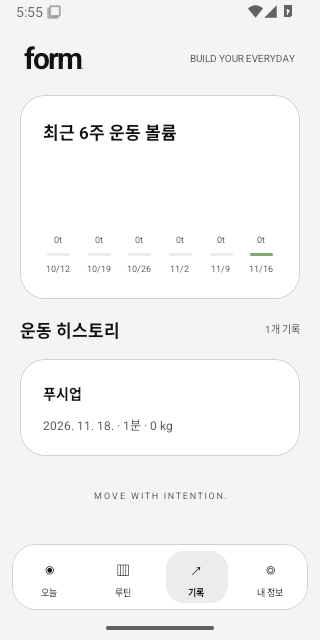 5:55
form
BUILD YOUR EVERYDAY
최근 6주 운동 볼륨
0t 0t 0t 0t 0t 0t
10/12 10/19 10/26 11/2 11/9 11/16
운동 히스토리
1개 기록
푸시업
2026. 11. 18. · 1분 · 0 kg
MOVE WITH INTENTION.
오늘 루틴 기록 내 정보